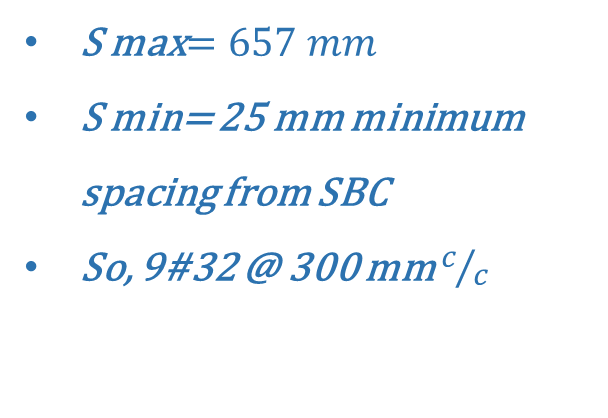 • S max= 657 mm
• S min= 25 mm minimum
spacing from SBC
• So, 9#32 @ 300 mm c/c